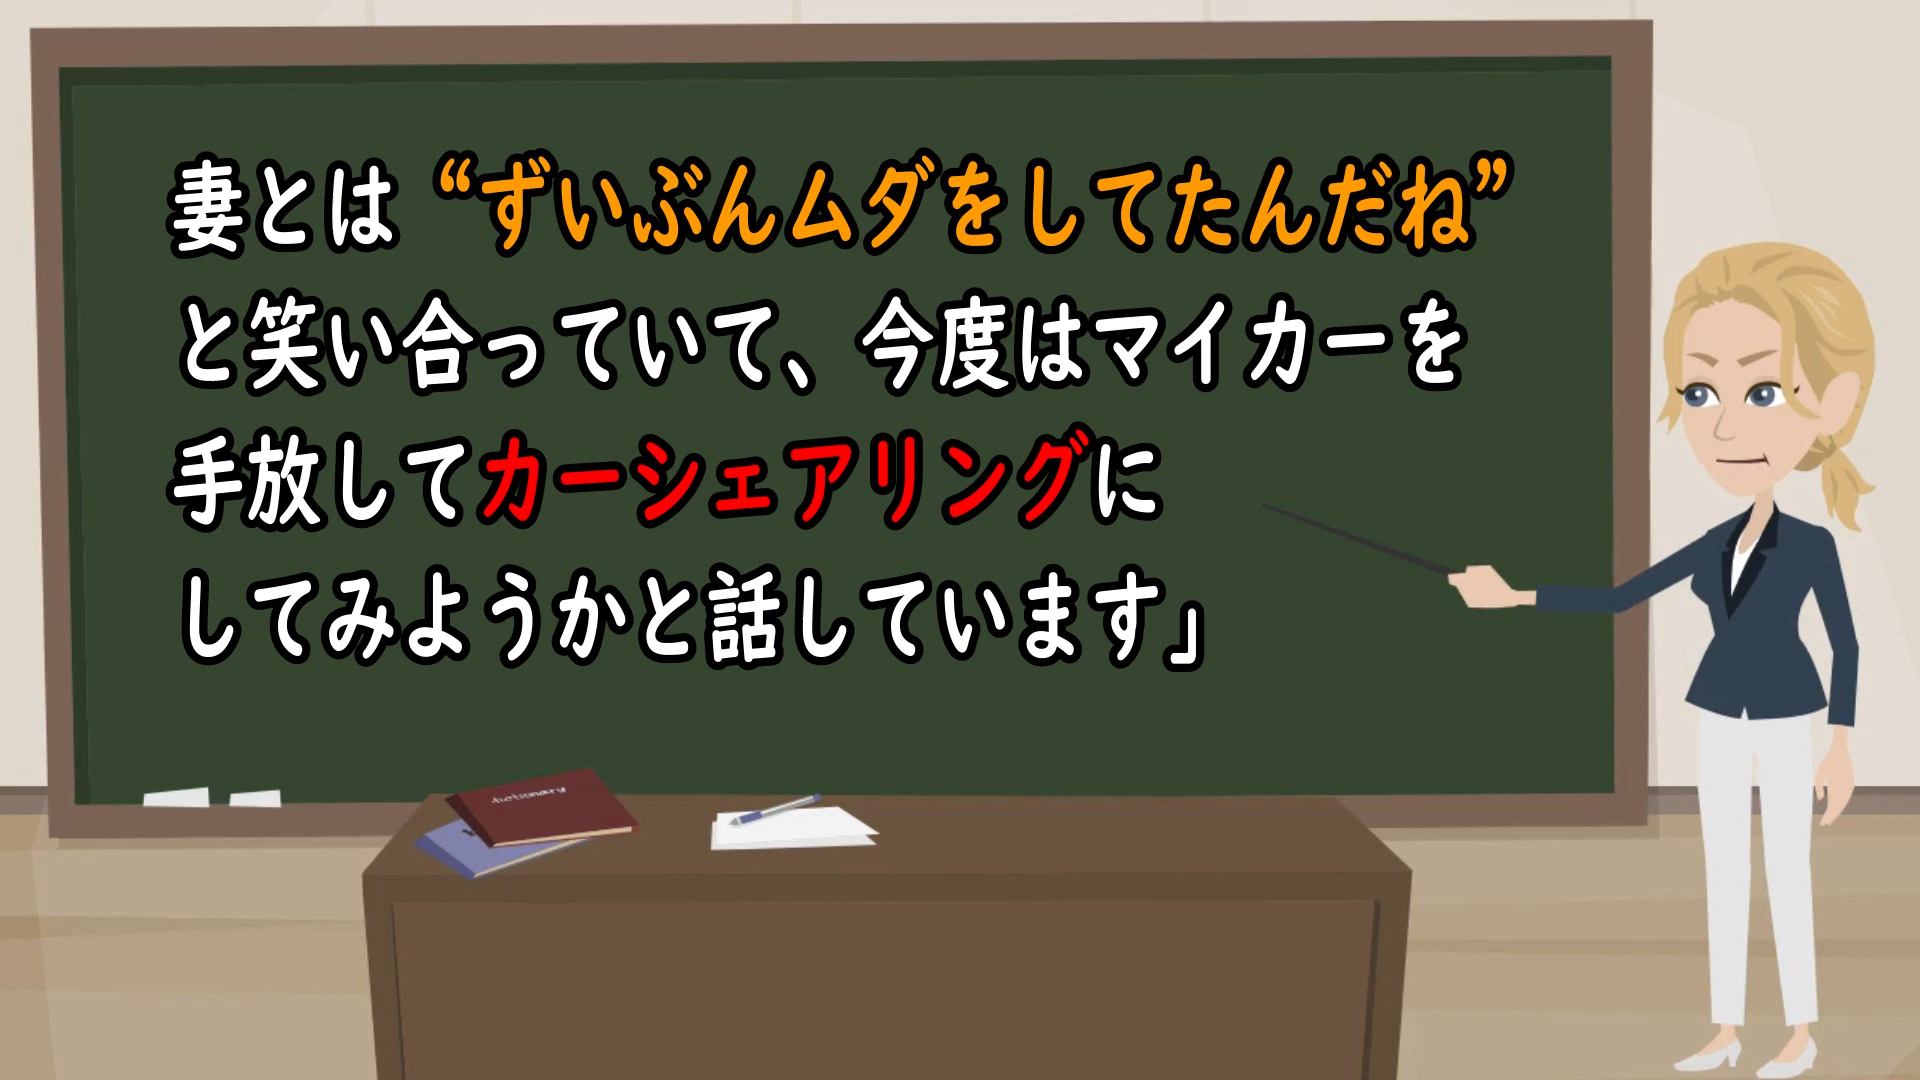 妻とは“ずいぶんムダをしてたんだね”
と笑い合っていて、今度はマイカーを
手放してカーシェアリングに
してみようかと話しています」
dictionary